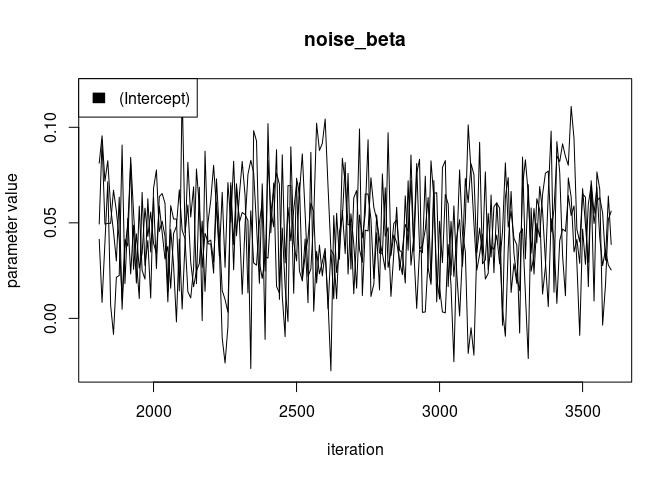 noise_beta
(Intercept)
0.10
0.05
0.00
parameter value
2000 2500 3000 3500
iteration